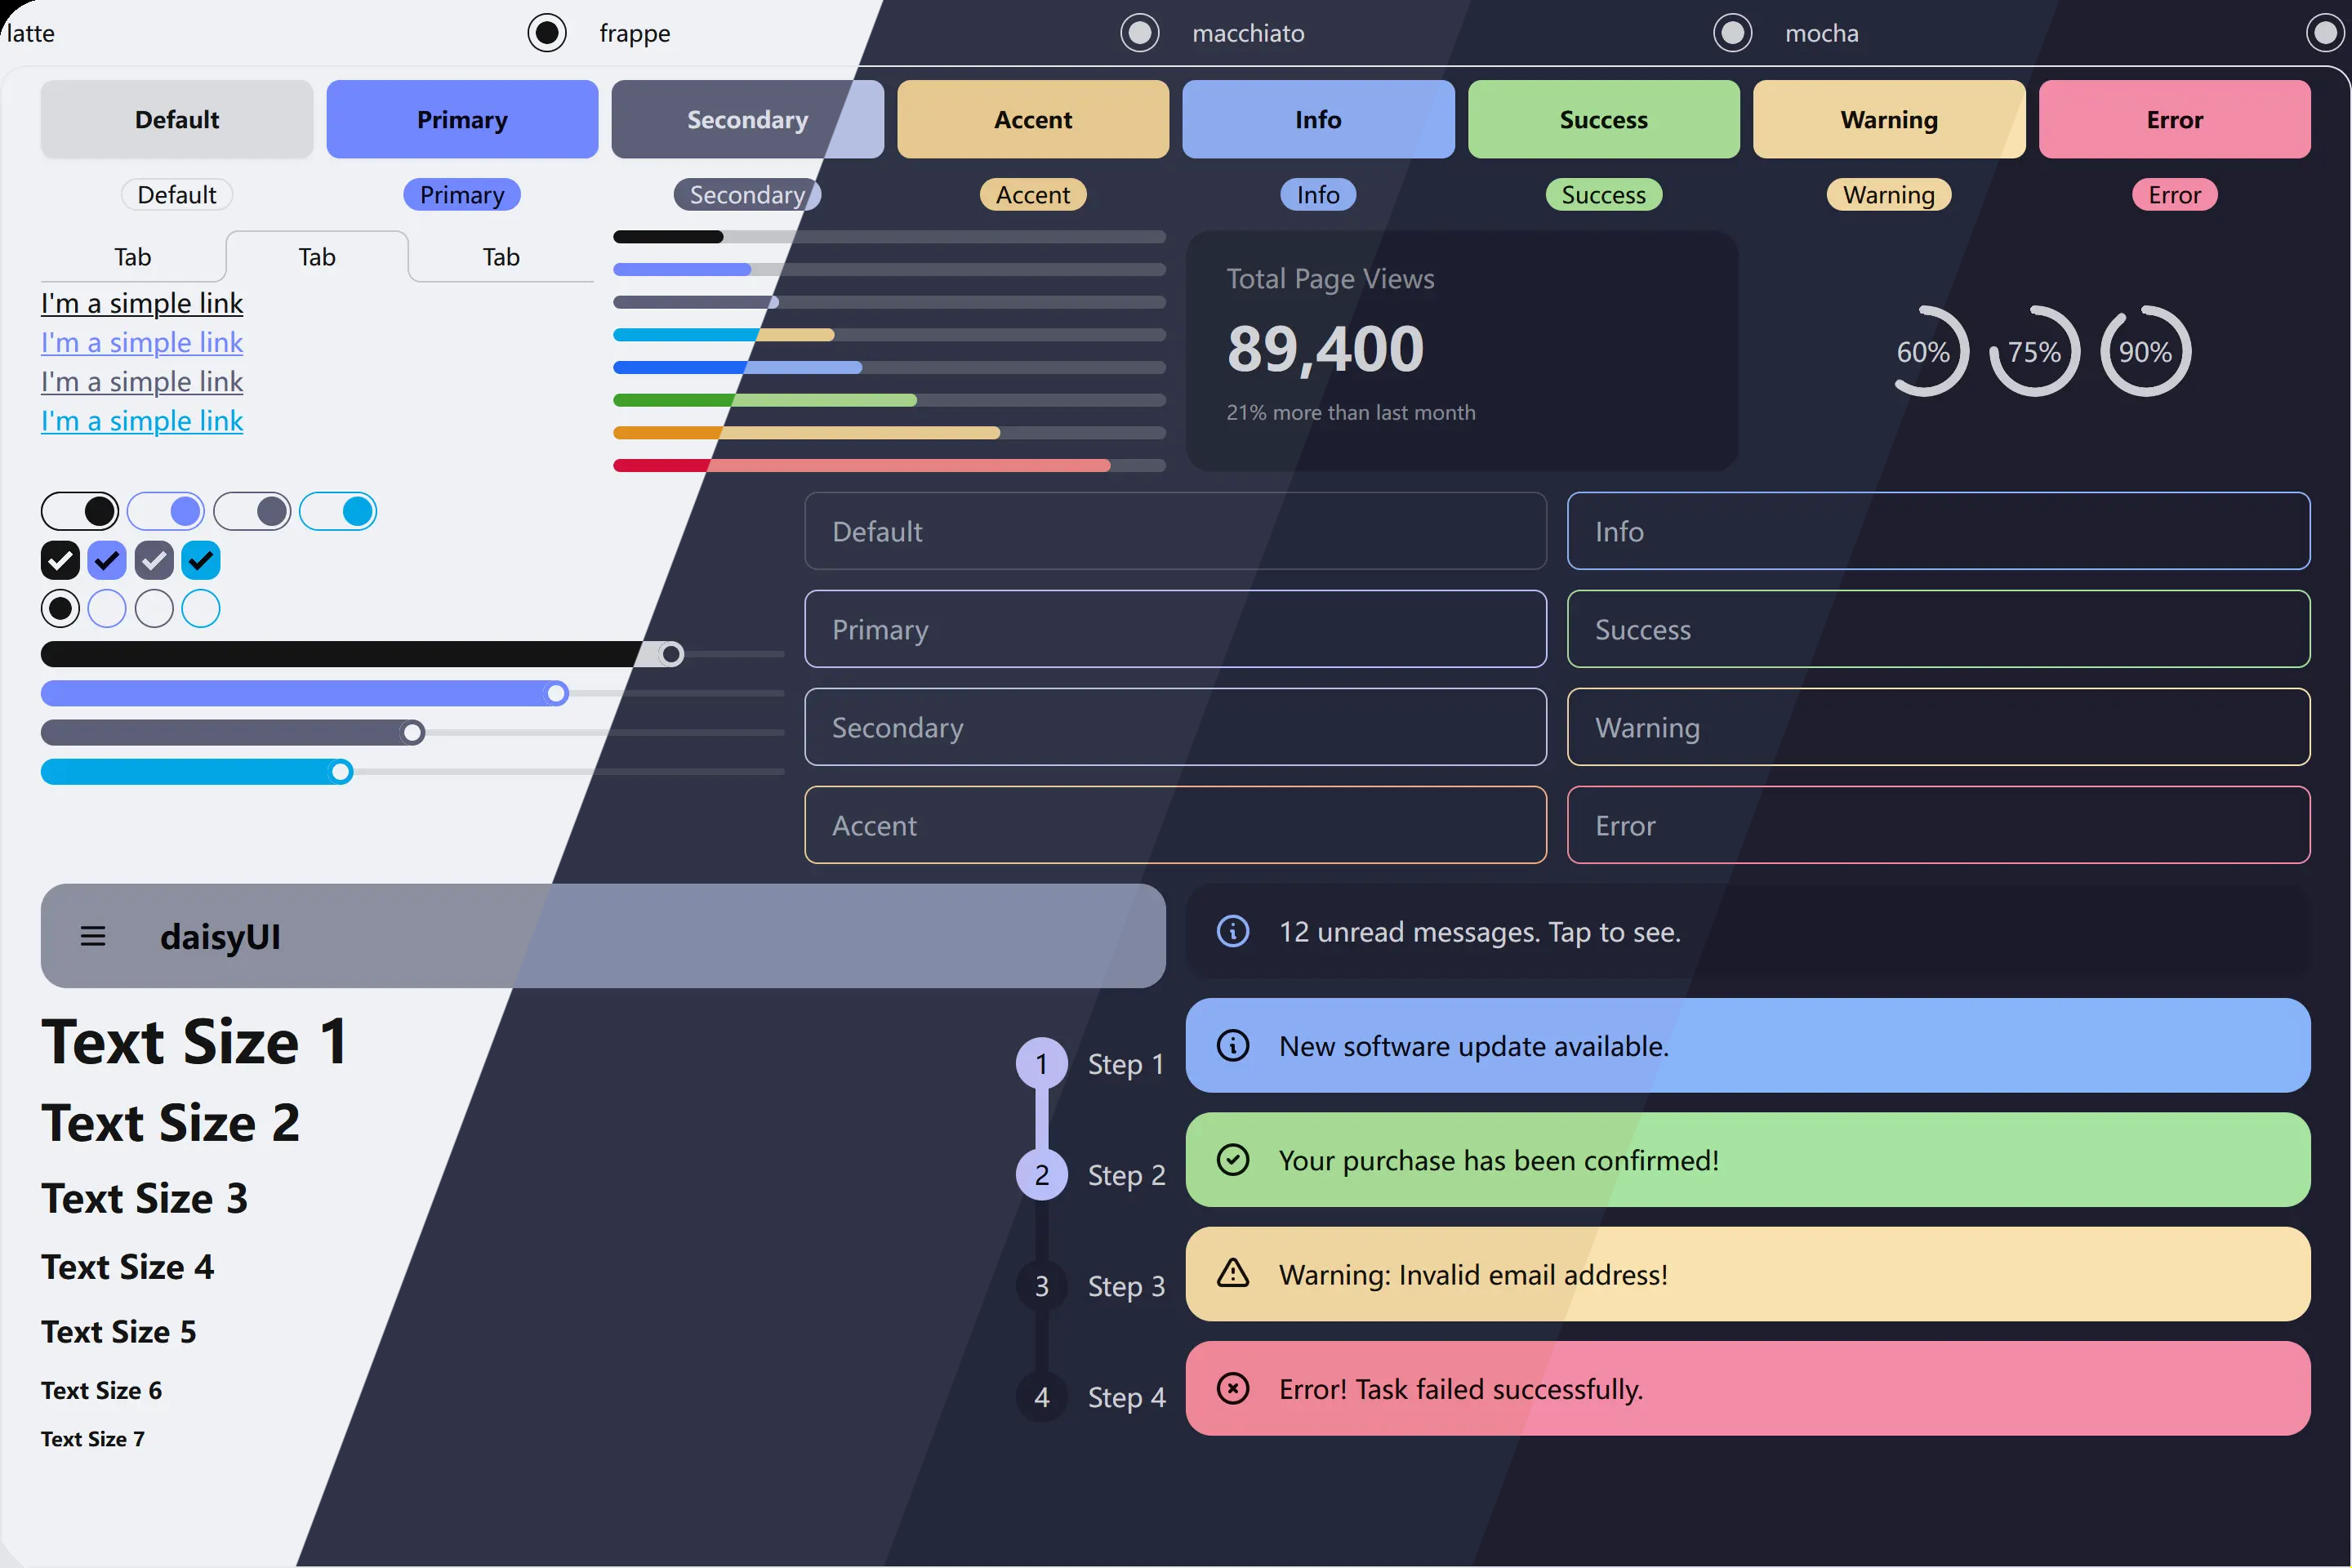 latte
frappe
macchiato
mocha
Default
Primary
Secondary
Accent
Info
Success
Warning
Error
Default
Primary
Secondary
Accent
Info
Success
Warning
Error
Tab
Tab
Tab
I'm a simple link
I'm a simple link
I'm a simple link
I'm a simple link
Total Page Views
89,400
21% more than last month
60%
75%
90%
Default
Info
Primary
Success
Secondary
Warning
Accent
Error
daisyUI
12 unread messages. Tap to see.
New software update available.
Your purchase has been confirmed!
Warning: Invalid email address!
Error! Task failed successfully.
Text Size 1
Text Size 2
Text Size 3
Text Size 4
Text Size 5
Text Size 6
Text Size 7
1 Step 1
2 Step 2
3 Step 3
4 Step 4